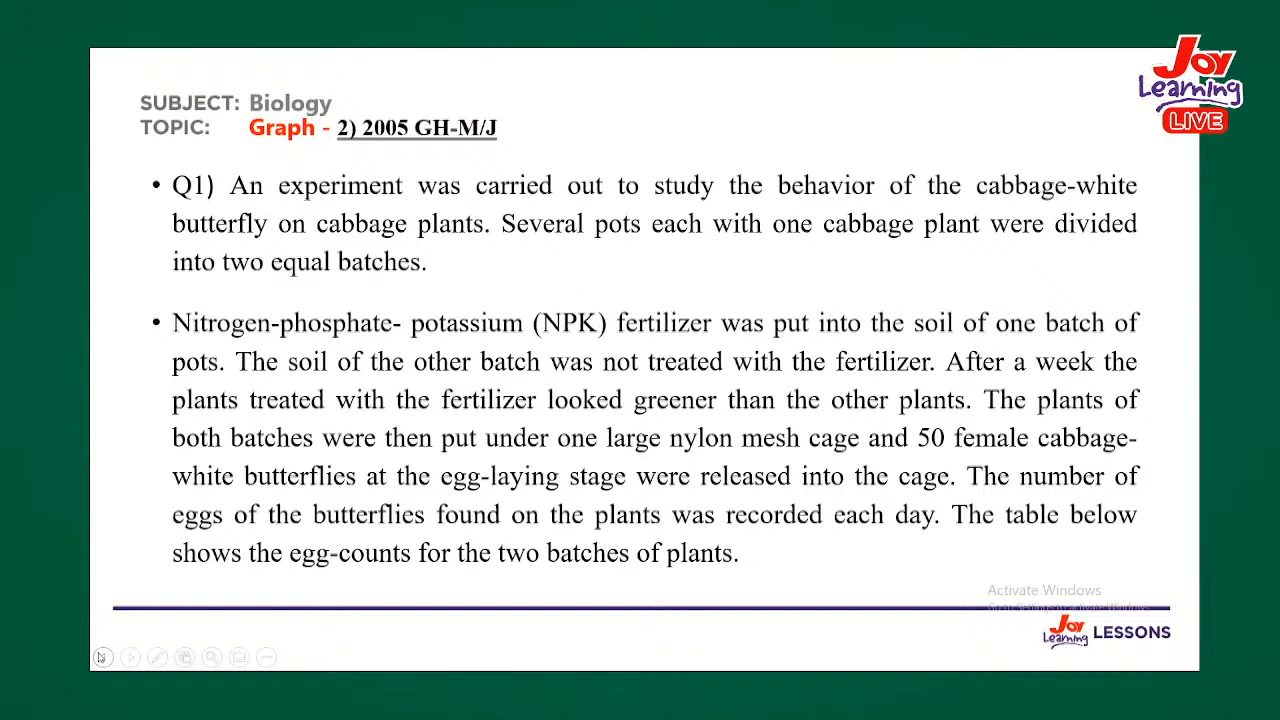 Joy
Learning
LIVE
SUBJECT: Biology
TOPIC: Graph - 2) 2005 GH-M/J
• Q1) An experiment was carried out to study the behavior of the cabbage-white
butterfly on cabbage plants. Several pots each with one cabbage plant were divided
into two equal batches.
• Nitrogen-phosphate- potassium (NPK) fertilizer was put into the soil of one batch of
pots. The soil of the other batch was not treated with the fertilizer. After a week the
plants treated with the fertilizer looked greener than the other plants. The plants of
both batches were then put under one large nylon mesh cage and 50 female cabbage-
white butterflies at the egg-laying stage were released into the cage. The number of
eggs of the butterflies found on the plants was recorded each day. The table below
shows the egg-counts for the two batches of plants.
Activate Windows
Go to Settings to activate Windows.
Joy Learning LESSONS